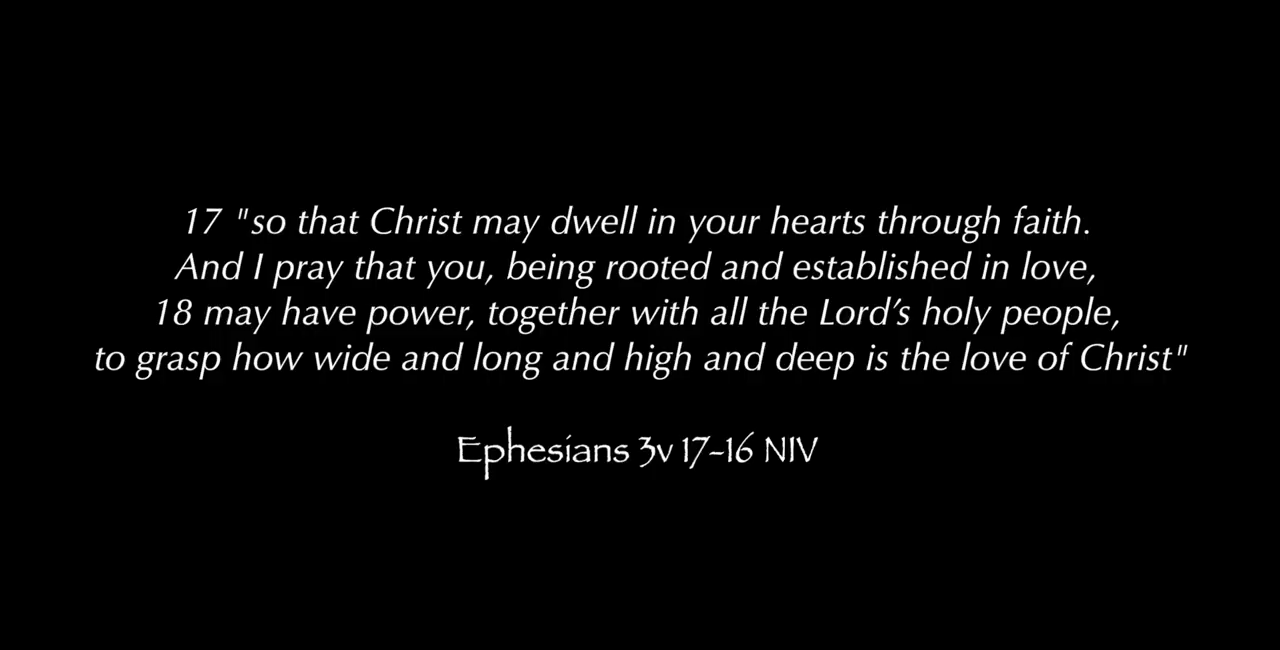 17 "so that Christ may dwell in your hearts through faith.
And I pray that you, being rooted and established in love,
18 may have power, together with all the Lord’s holy people,
to grasp how wide and long and high and deep is the love of Christ"
Ephesians 3v 17-16 NIV